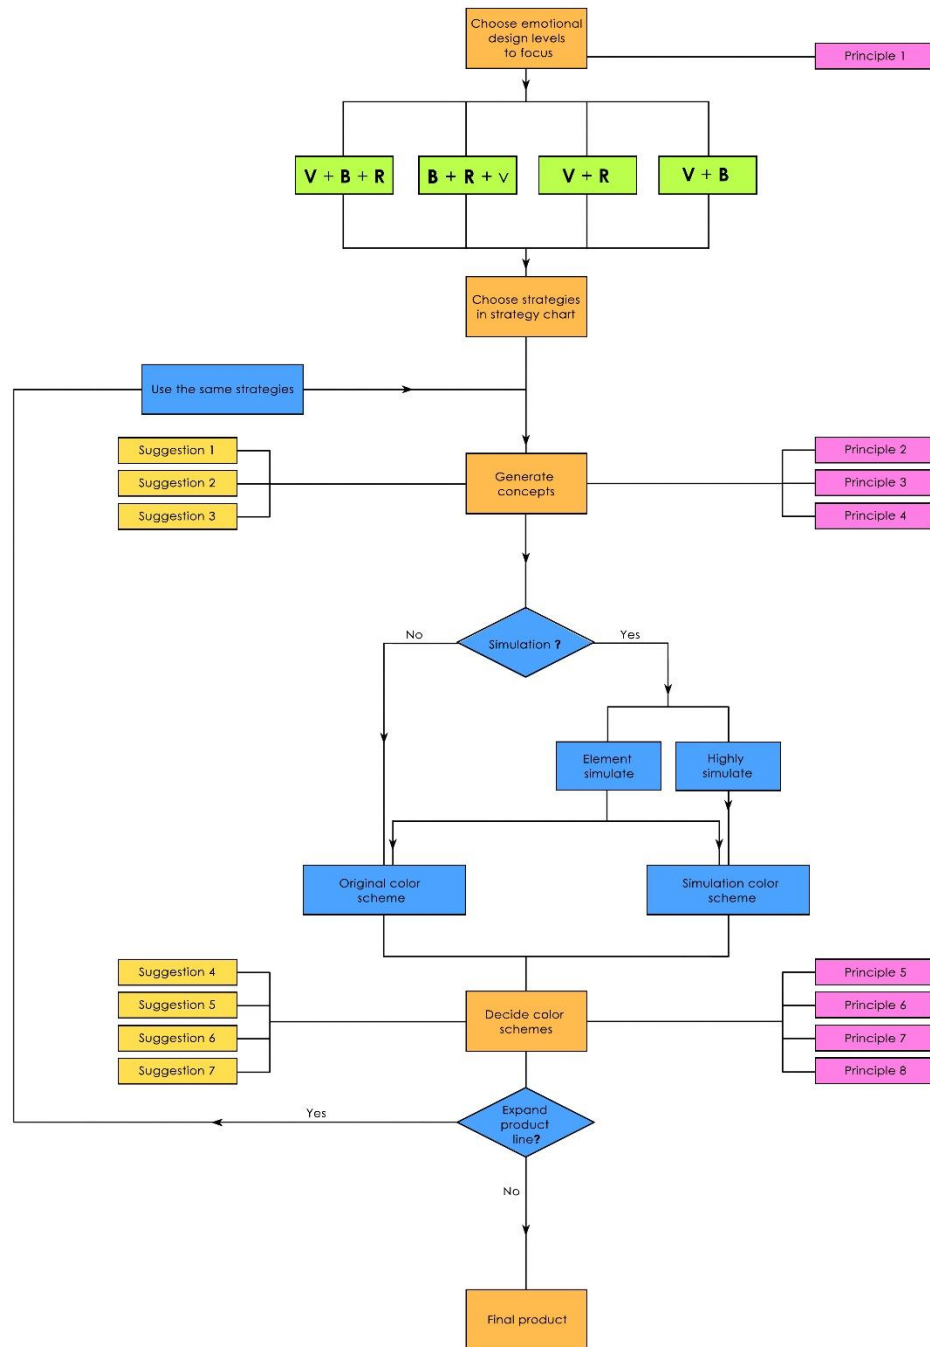 Choose emotional
design levels
to focus
Principle 1
V + B + R
B + R + v
V + R
V + B
Choose strategies
in strategy chart
Use the same strategies
Suggestion 1
Suggestion 2
Suggestion 3
Generate
concepts
Principle 2
Principle 3
Principle 4
No
Simulation ?
Yes
Element
simulate
Highly
simulate
Original color
scheme
Simulation color
scheme
Suggestion 4
Suggestion 5
Suggestion 6
Suggestion 7
Decide color
schemes
Principle 5
Principle 6
Principle 7
Principle 8
Yes
Expand
product
line?
No
Final product